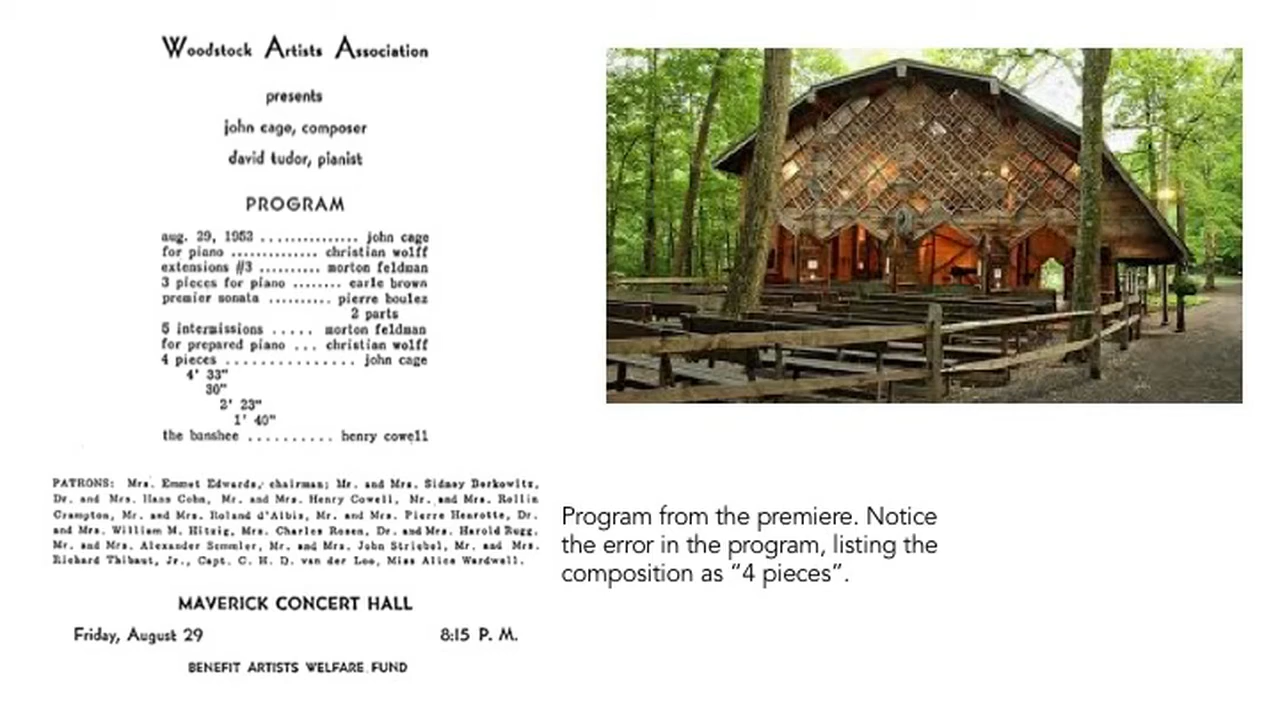 Woodstock Artists Association
presents
john cage, composer
david tudor, pianist
PROGRAM
aug. 29, 1952 .............. john cage
for piano ............. christian wolff
extensions #3 .......... morton feldman
3 pieces for piano ........ earle brown
premier sonata .......... pierre boulez
2 parts
5 intermissions ..... morton feldman
for prepared piano ... christian wolff
4 pieces ................ john cage
4' 33"
30"
2' 23"
1' 40"
the banshee .......... henry cowell
PATRONS: Mrs. Emmet Edwards, chairman; Mr. and Mrs. Sidney Berkowitz,
Dr. and Mrs. Hans Cohn, Mr. and Mrs. Henry Cowell, Mr. and Mrs. Rollin
Crampton, Mr. and Mrs. Roland d'Albis, Mr. and Mrs. Pierre Henrotte, Dr.
and Mrs. William M. Hitzig, Mrs. Charles Rosen, Dr. and Mrs. Harold Rugg,
Mr. and Mrs. Alexander Semmler, Mr. and Mrs. John Striebel, Mr. and Mrs.
Richard Thibaut, Jr., Capt. C. H. D. van der Loo, Miss Alice Wardwell.
MAVERICK CONCERT HALL
Friday, August 29 8:15 P. M.
BENEFIT ARTISTS WELFARE FUND
Program from the premiere. Notice
the error in the program, listing the
composition as “4 pieces”.